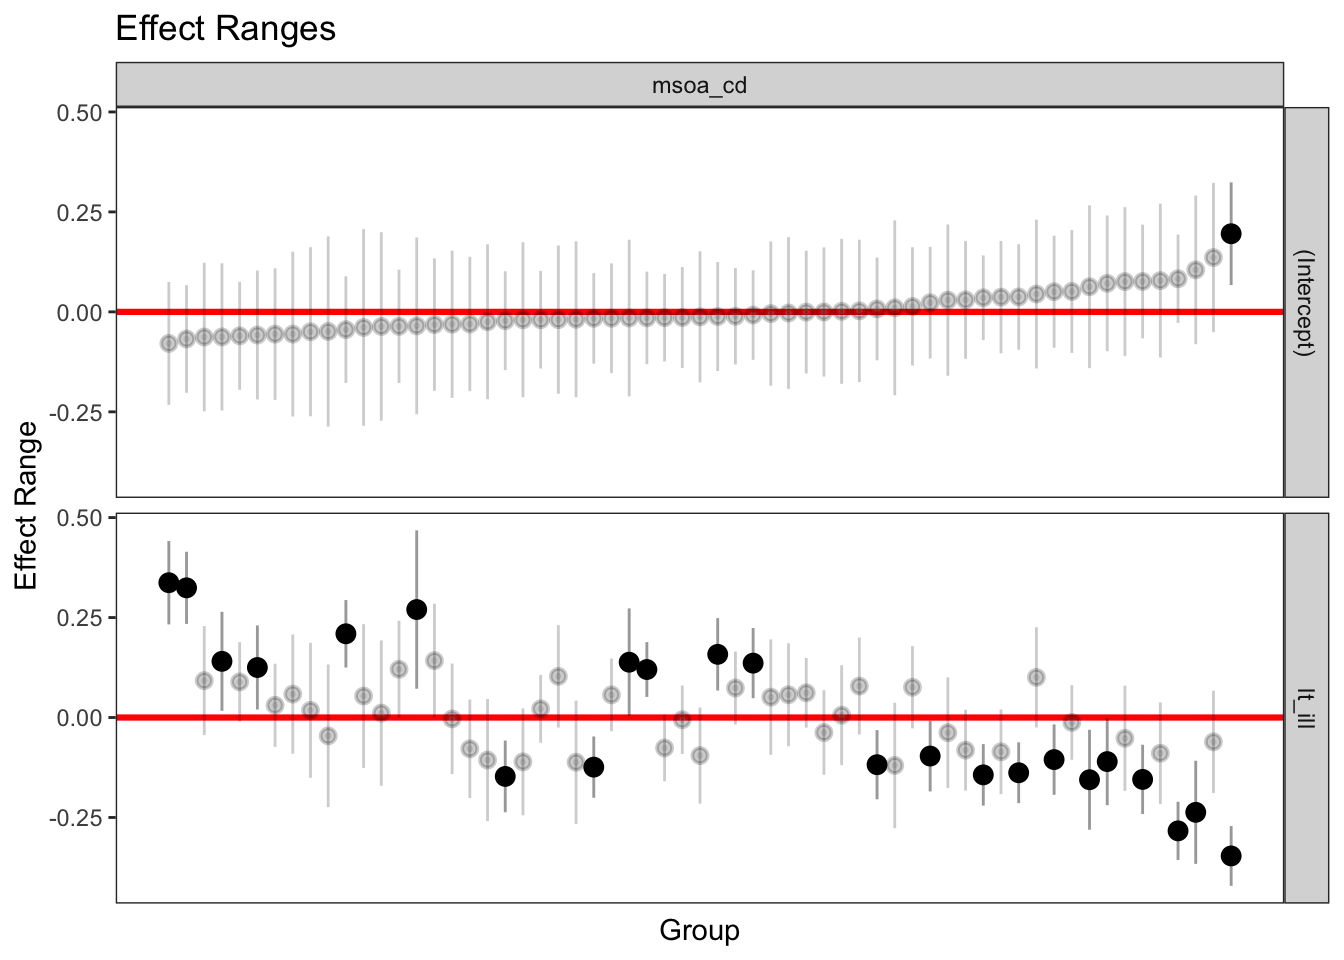 Effect Ranges
msoa_cd
0.50
0.25
0.00
-0.25
(Intercept)
0.50
0.25
0.00
-0.25
lt_ill
Effect Range
Group